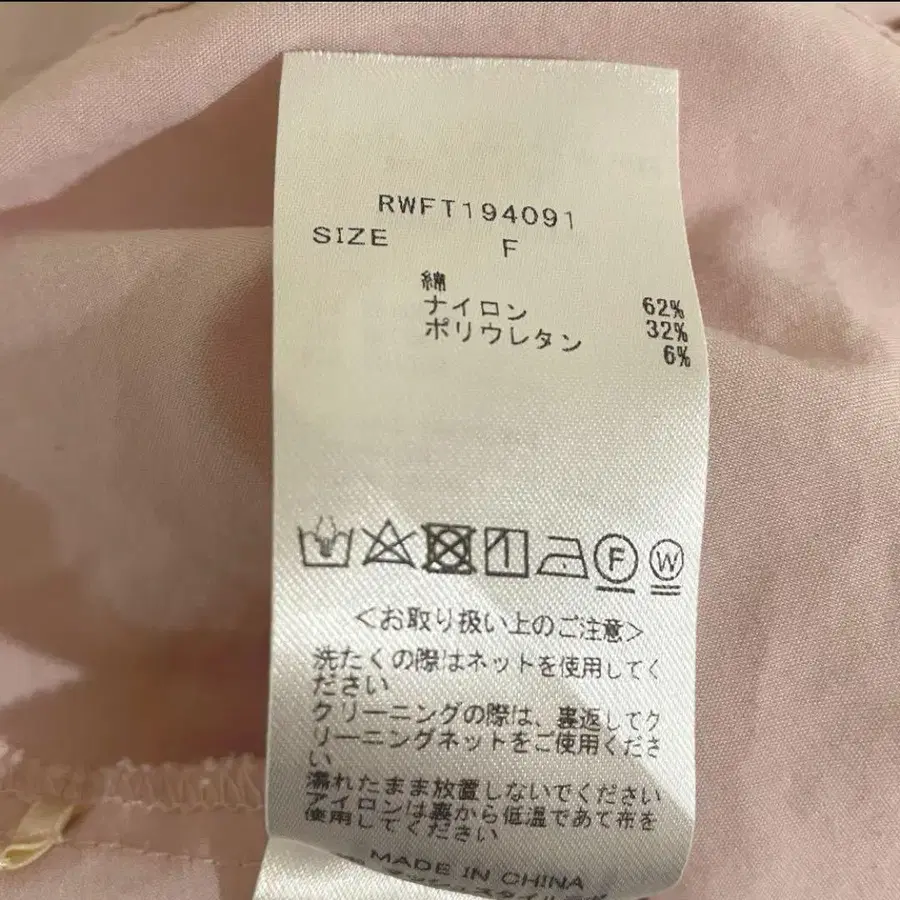 RWFT194091
SIZE F
綿 62%
ナイロン 32%
ポリウレタン 6%
F W
<お取り扱い上のご注意>
洗たくの際はネットを使用してく
ださい
クリーニングの際は、裏返してク
リーニングネットをご使用くださ
い
濡れたまま放置しないでください
アイロンは裏から低温であて布を
使用してください
MADE IN CHINA